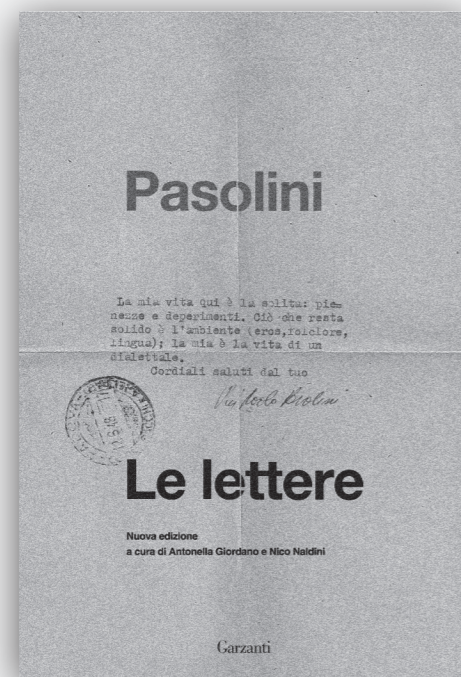 Pasolini
La mia vita qui è la solita: pie=
nezze e deperimenti. Ciò che resta
solido è l'ambiente (eros,folclore,
lingua); la mia è la vita di un
dialettale.
Cordiali saluti dal tuo
Le lettere
Nuova edizione
a cura di Antonella Giordano e Nico Naldini
Garzanti